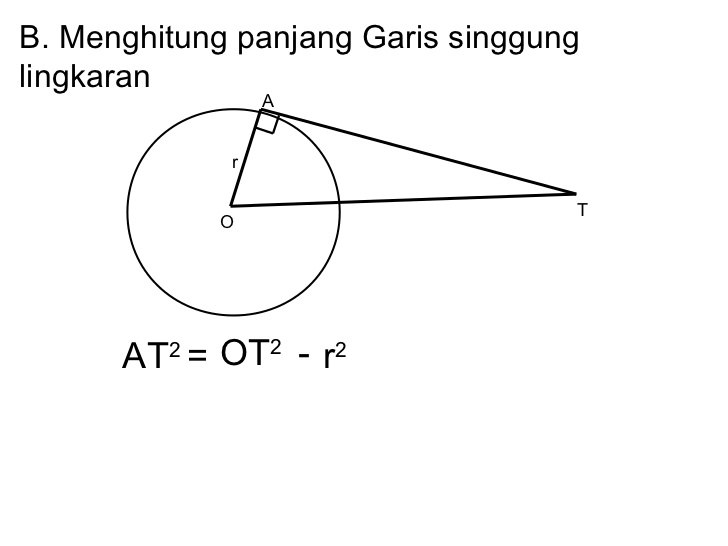 B. Menghitung panjang Garis singgung
lingkaran
A
r
O
T
AT² = OT² - r²